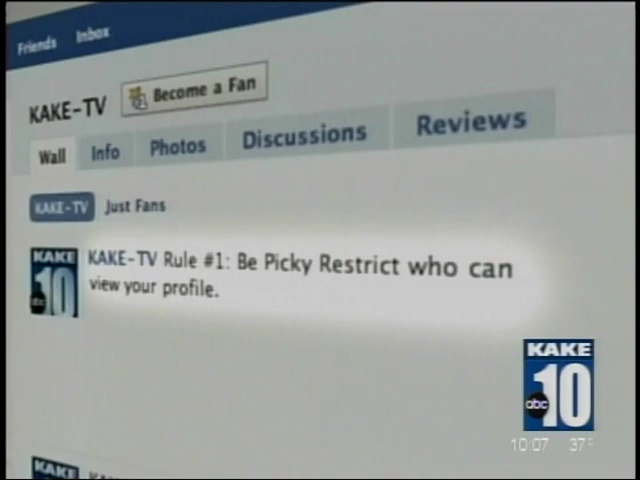 Friends Inbox
KAKE-TV Become a Fan
Wall Info Photos Discussions Reviews
KAKE-TV Just Fans
KAKE
abc 10
KAKE-TV Rule #1: Be Picky Restrict who can
view your profile.
KAKE
abc 10
10:07 37°
KAKE